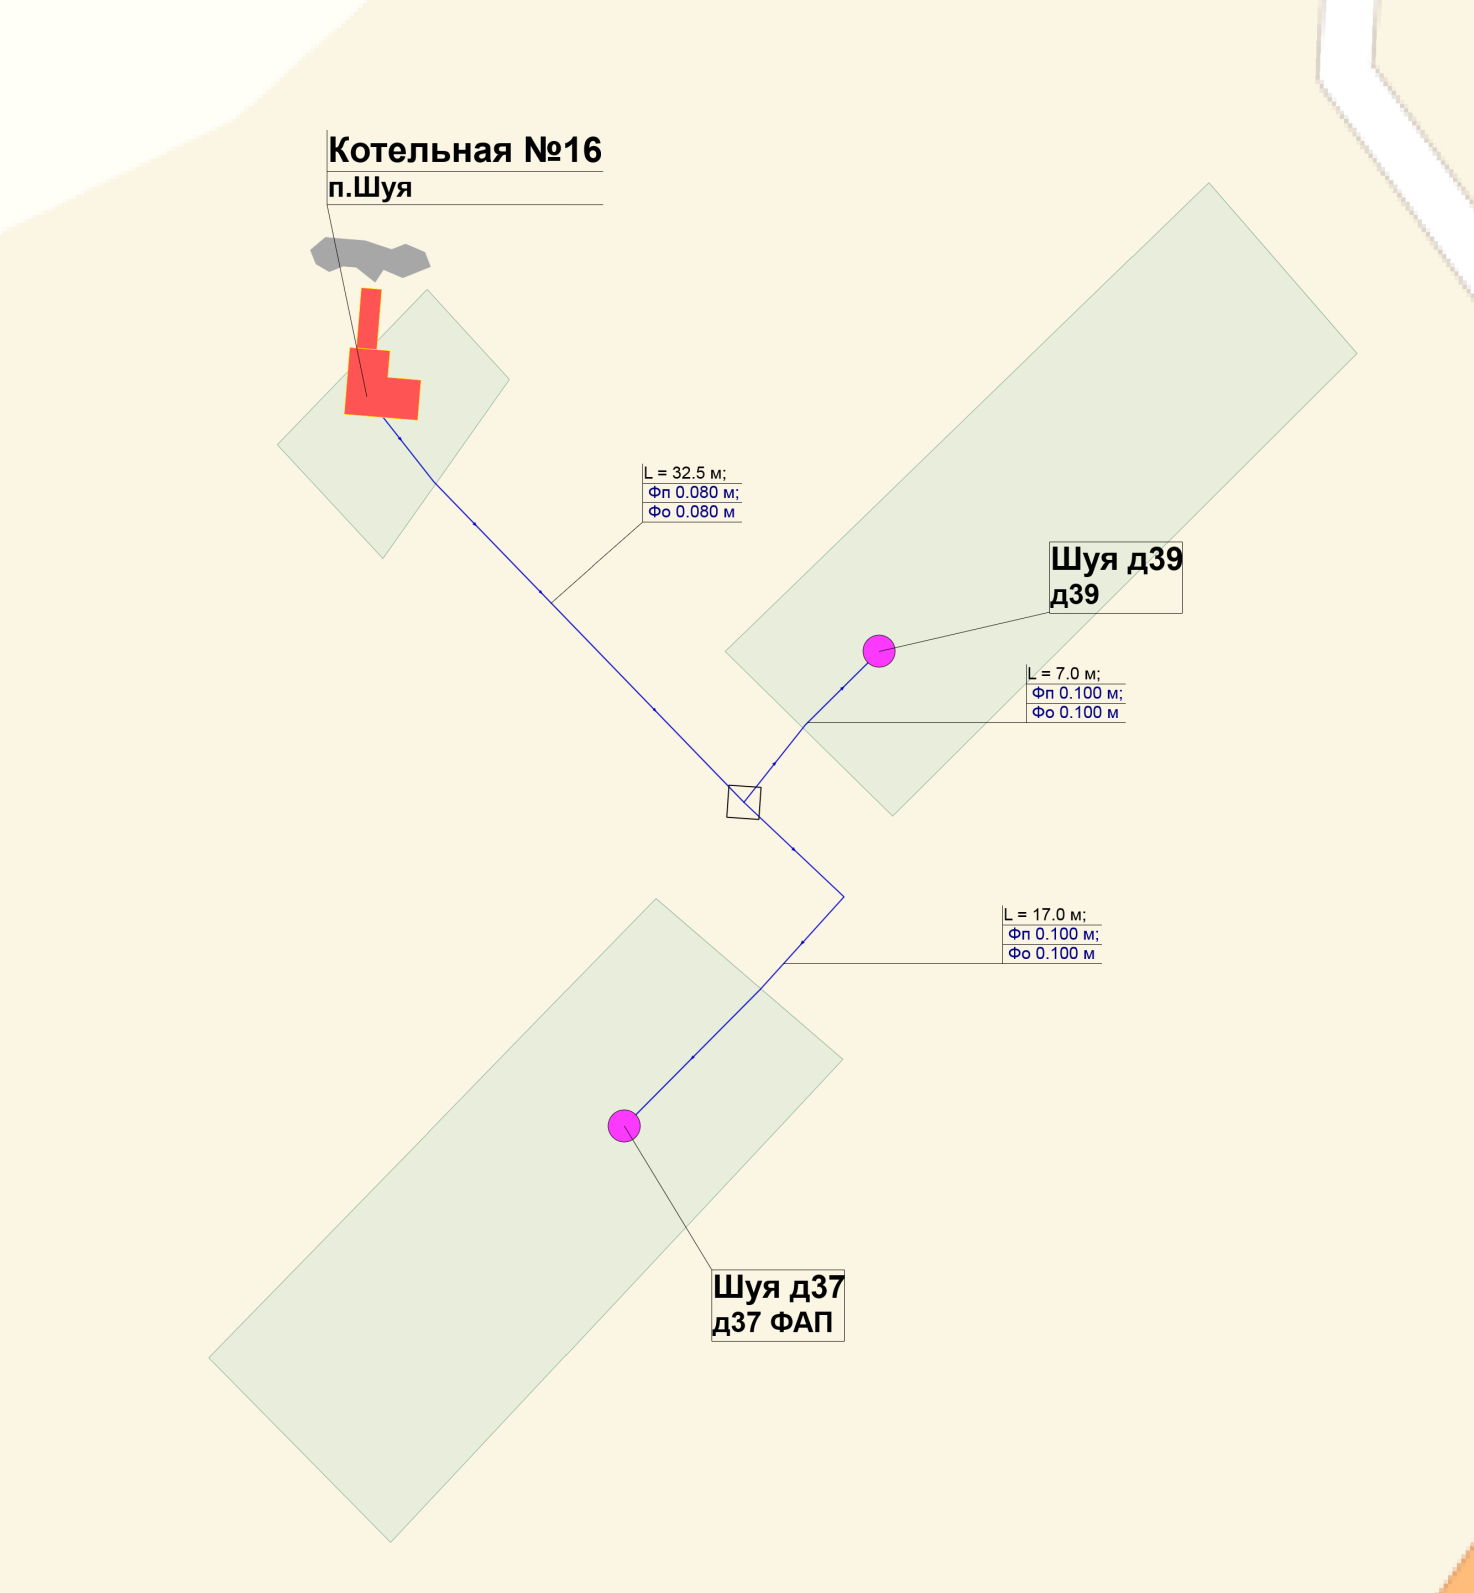 Котельная №16
п.Шуя
L = 32.5 м;
Фп 0.080 м;
Фо 0.080 м
Шуя д39
д39
L = 7.0 м;
Фп 0.100 м;
Фо 0.100 м
L = 17.0 м;
Фп 0.100 м;
Фо 0.100 м
Шуя д37
д37 ФАП